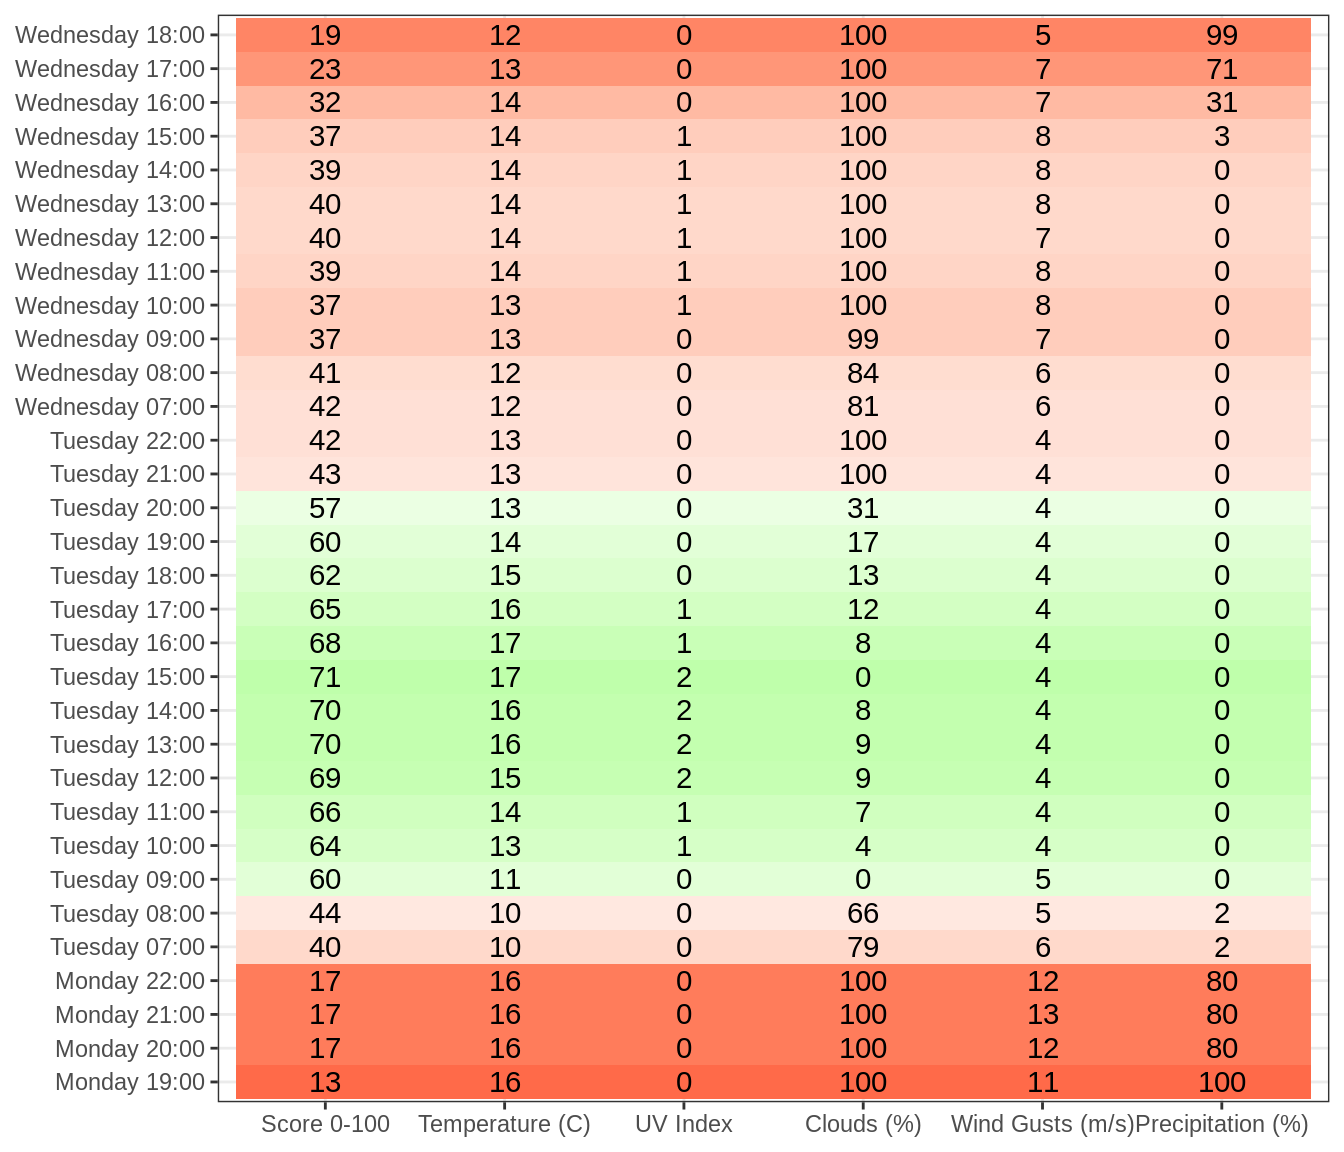 Wednesday 18:00 19 12 0 100 5 99
Wednesday 17:00 23 13 0 100 7 71
Wednesday 16:00 32 14 0 100 7 31
Wednesday 15:00 37 14 1 100 8 3
Wednesday 14:00 39 14 1 100 8 0
Wednesday 13:00 40 14 1 100 8 0
Wednesday 12:00 40 14 1 100 7 0
Wednesday 11:00 39 14 1 100 8 0
Wednesday 10:00 37 13 1 100 8 0
Wednesday 09:00 37 13 0 99 7 0
Wednesday 08:00 41 12 0 84 6 0
Wednesday 07:00 42 12 0 81 6 0
Tuesday 22:00 42 13 0 100 4 0
Tuesday 21:00 43 13 0 100 4 0
Tuesday 20:00 57 13 0 31 4 0
Tuesday 19:00 60 14 0 17 4 0
Tuesday 18:00 62 15 0 13 4 0
Tuesday 17:00 65 16 1 12 4 0
Tuesday 16:00 68 17 1 8 4 0
Tuesday 15:00 71 17 2 0 4 0
Tuesday 14:00 70 16 2 8 4 0
Tuesday 13:00 70 16 2 9 4 0
Tuesday 12:00 69 15 2 9 4 0
Tuesday 11:00 66 14 1 7 4 0
Tuesday 10:00 64 13 1 4 4 0
Tuesday 09:00 60 11 0 0 5 0
Tuesday 08:00 44 10 0 66 5 2
Tuesday 07:00 40 10 0 79 6 2
Monday 22:00 17 16 0 100 12 80
Monday 21:00 17 16 0 100 13 80
Monday 20:00 17 16 0 100 12 80
Monday 19:00 13 16 0 100 11 100
Score 0-100 Temperature (C) UV Index Clouds (%) Wind Gusts (m/s) Precipitation (%)